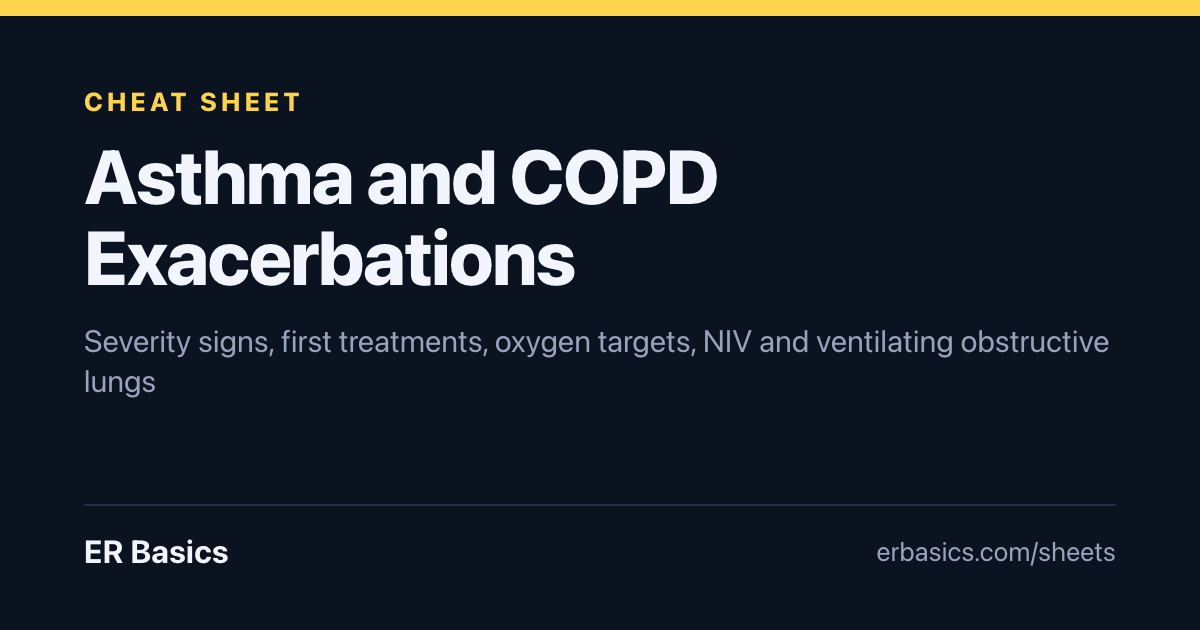 CHEAT SHEET
Asthma and COPD
Exacerbations
Severity signs, first treatments, oxygen targets, NIV and ventilating obstructive
lungs
ER Basics
erbasics.com/sheets